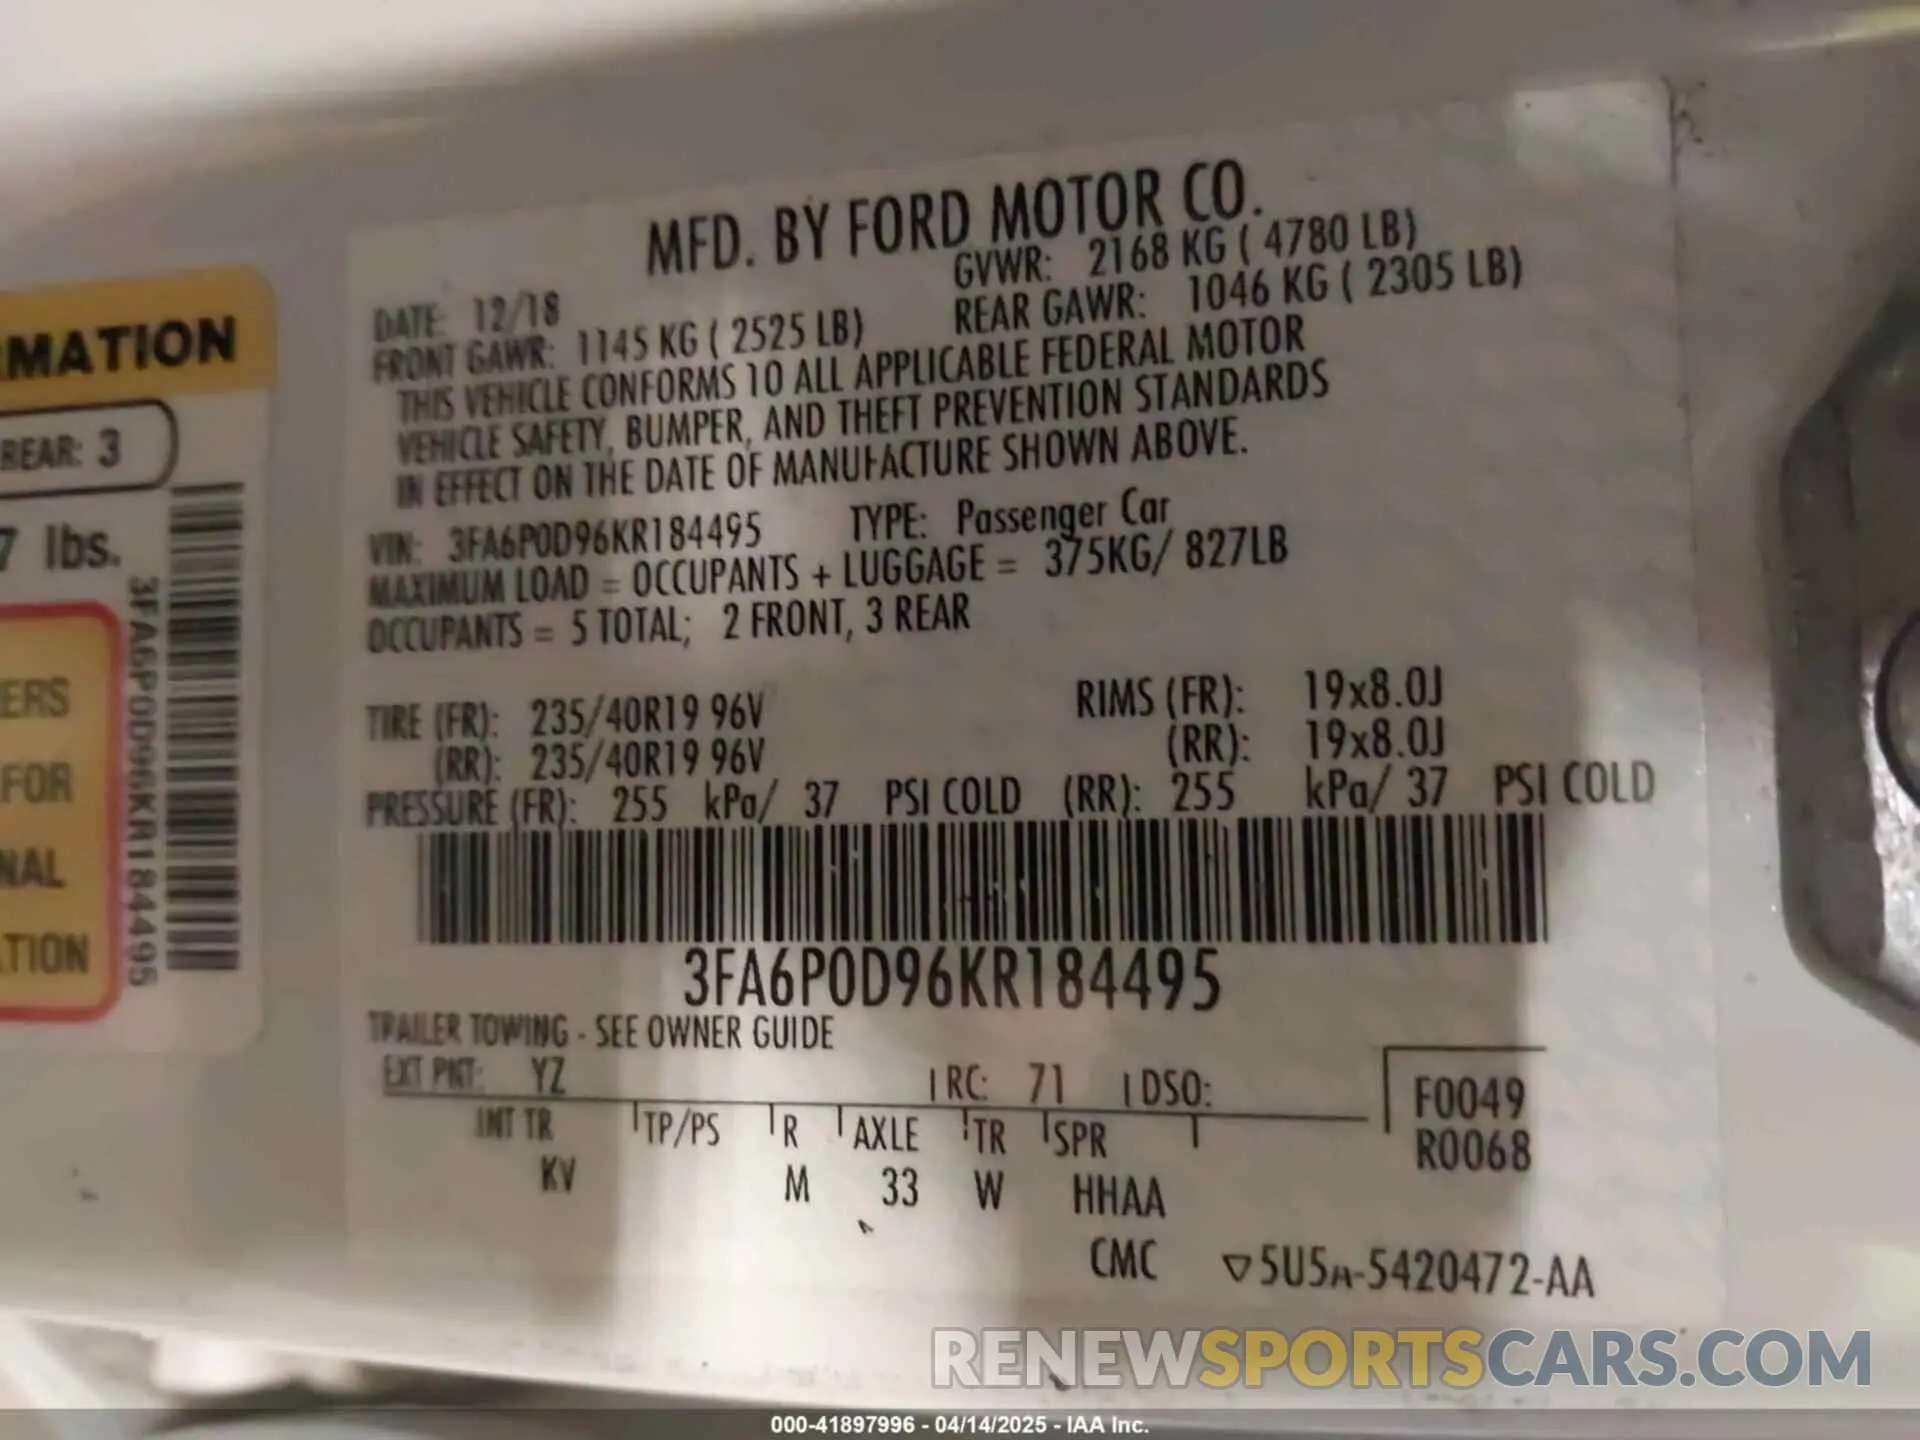 MFD. BY FORD MOTOR CO.
DATE: 12/18 GVWR: 2168 KG ( 4780 LB)
FRONT GAWR: 1145 KG ( 2525 LB) REAR GAWR: 1046 KG ( 2305 LB)
THIS VEHICLE CONFORMS TO ALL APPLICABLE FEDERAL MOTOR
VEHICLE SAFETY, BUMPER, AND THEFT PREVENTION STANDARDS
IN EFFECT ON THE DATE OF MANUFACTURE SHOWN ABOVE.
VIN: 3FA6P0D96KR184495 TYPE: Passenger Car
MAXIMUM LOAD = OCCUPANTS + LUGGAGE = 375KG/ 827LB
OCCUPANTS = 5 TOTAL; 2 FRONT, 3 REAR
TIRE (FR): 235/40R19 96V RIMS (FR): 19x8.0J
(RR): 235/40R19 96V (RR): 19x8.0J
PRESSURE (FR): 255 kPa/ 37 PSI COLD (RR): 255 kPa/ 37 PSI COLD
3FA6P0D96KR184495
TRAILER TOWING - SEE OWNER GUIDE
EXT PNT: YZ RC: 71 DSO:
F0049
R0068
INT TR TP/PS R AXLE TR SPR
KV M 33 W HHAA
CMC ▽5U5A-5420472-AA
RMATION
REAR: 3
7 lbs.
3FA6P0D96KR184495
ERS
FOR
NAL
TION
RENEWSPORTSCARS.COM
000-41897996 - 04/14/2025 - IAA Inc.